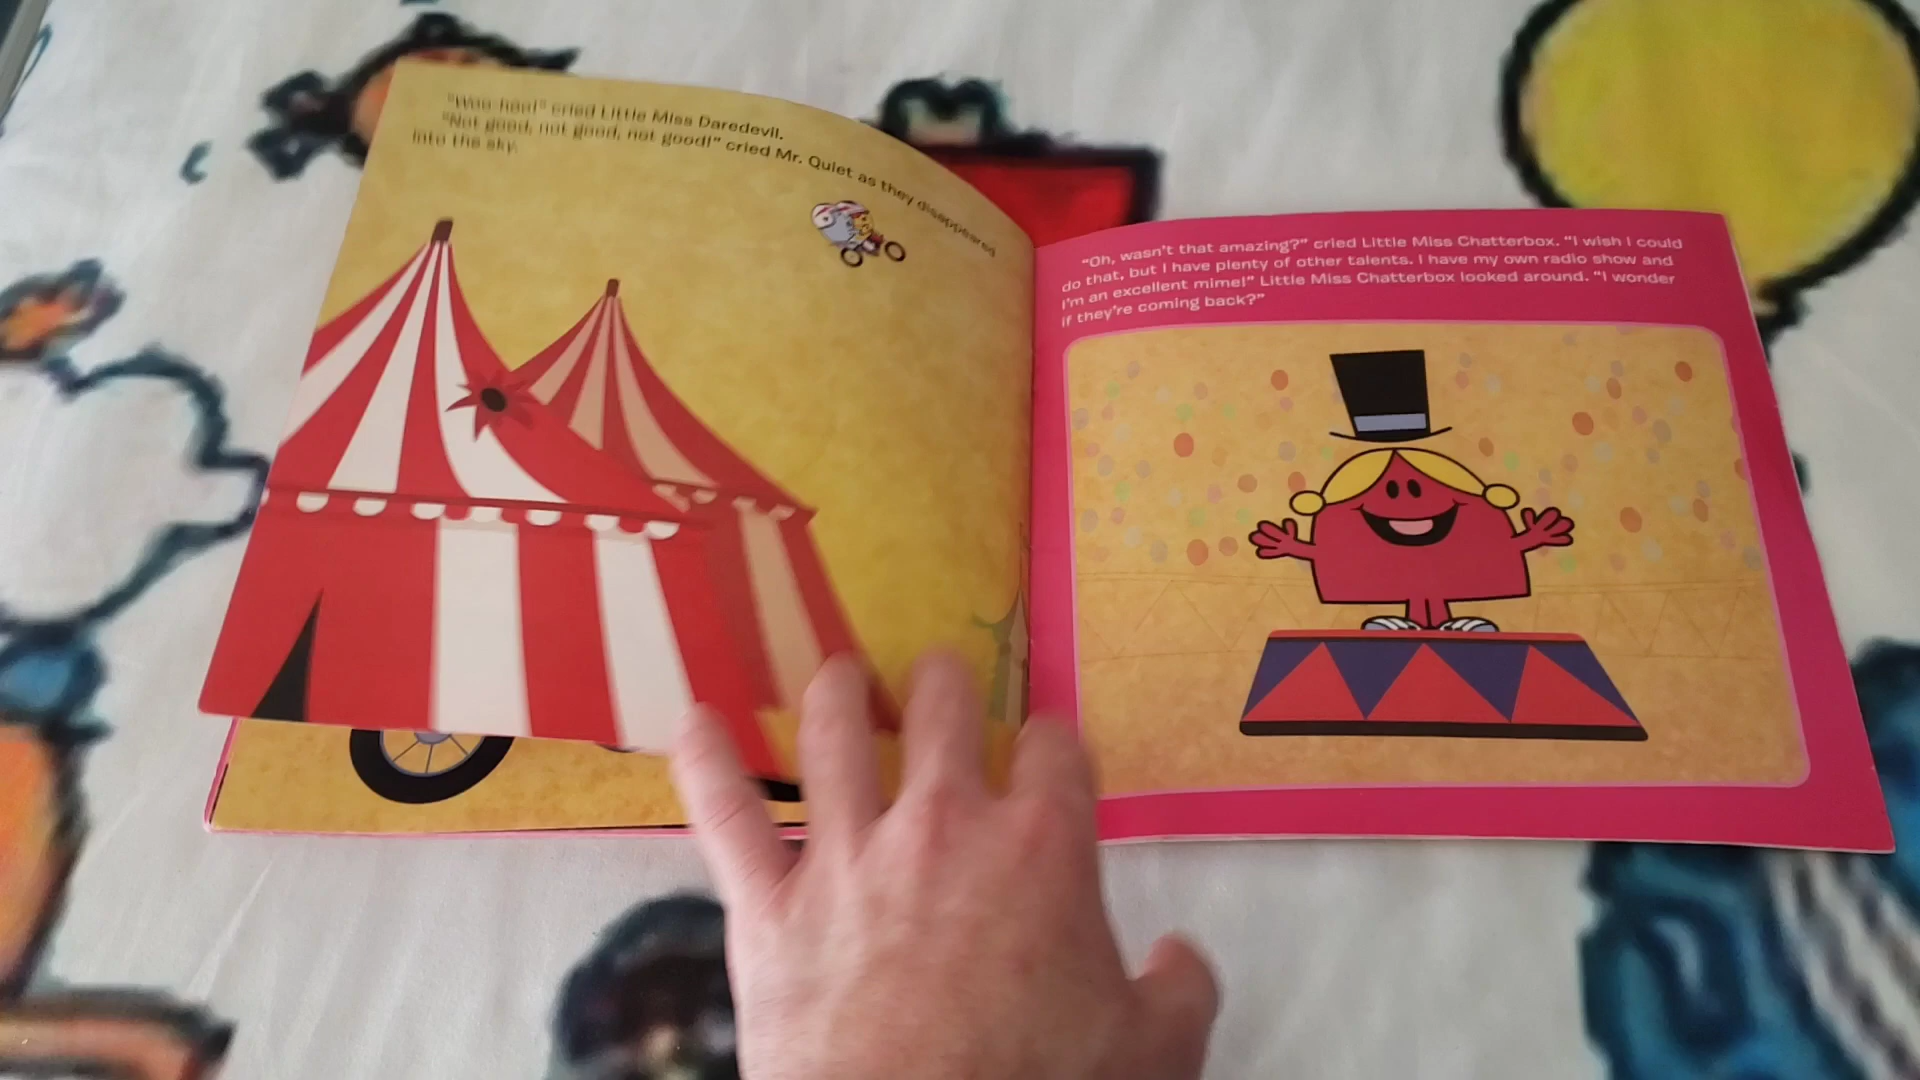 "Woo-hoo!" cried Little Miss Daredevil.
"Not good, not good, not good!" cried Mr. Quiet as they disappeared
into the sky.
"Oh, wasn't that amazing?" cried Little Miss Chatterbox. "I wish I could
do that, but I have plenty of other talents. I have my own radio show and
I'm an excellent mime!" Little Miss Chatterbox looked around. "I wonder
if they're coming back?"